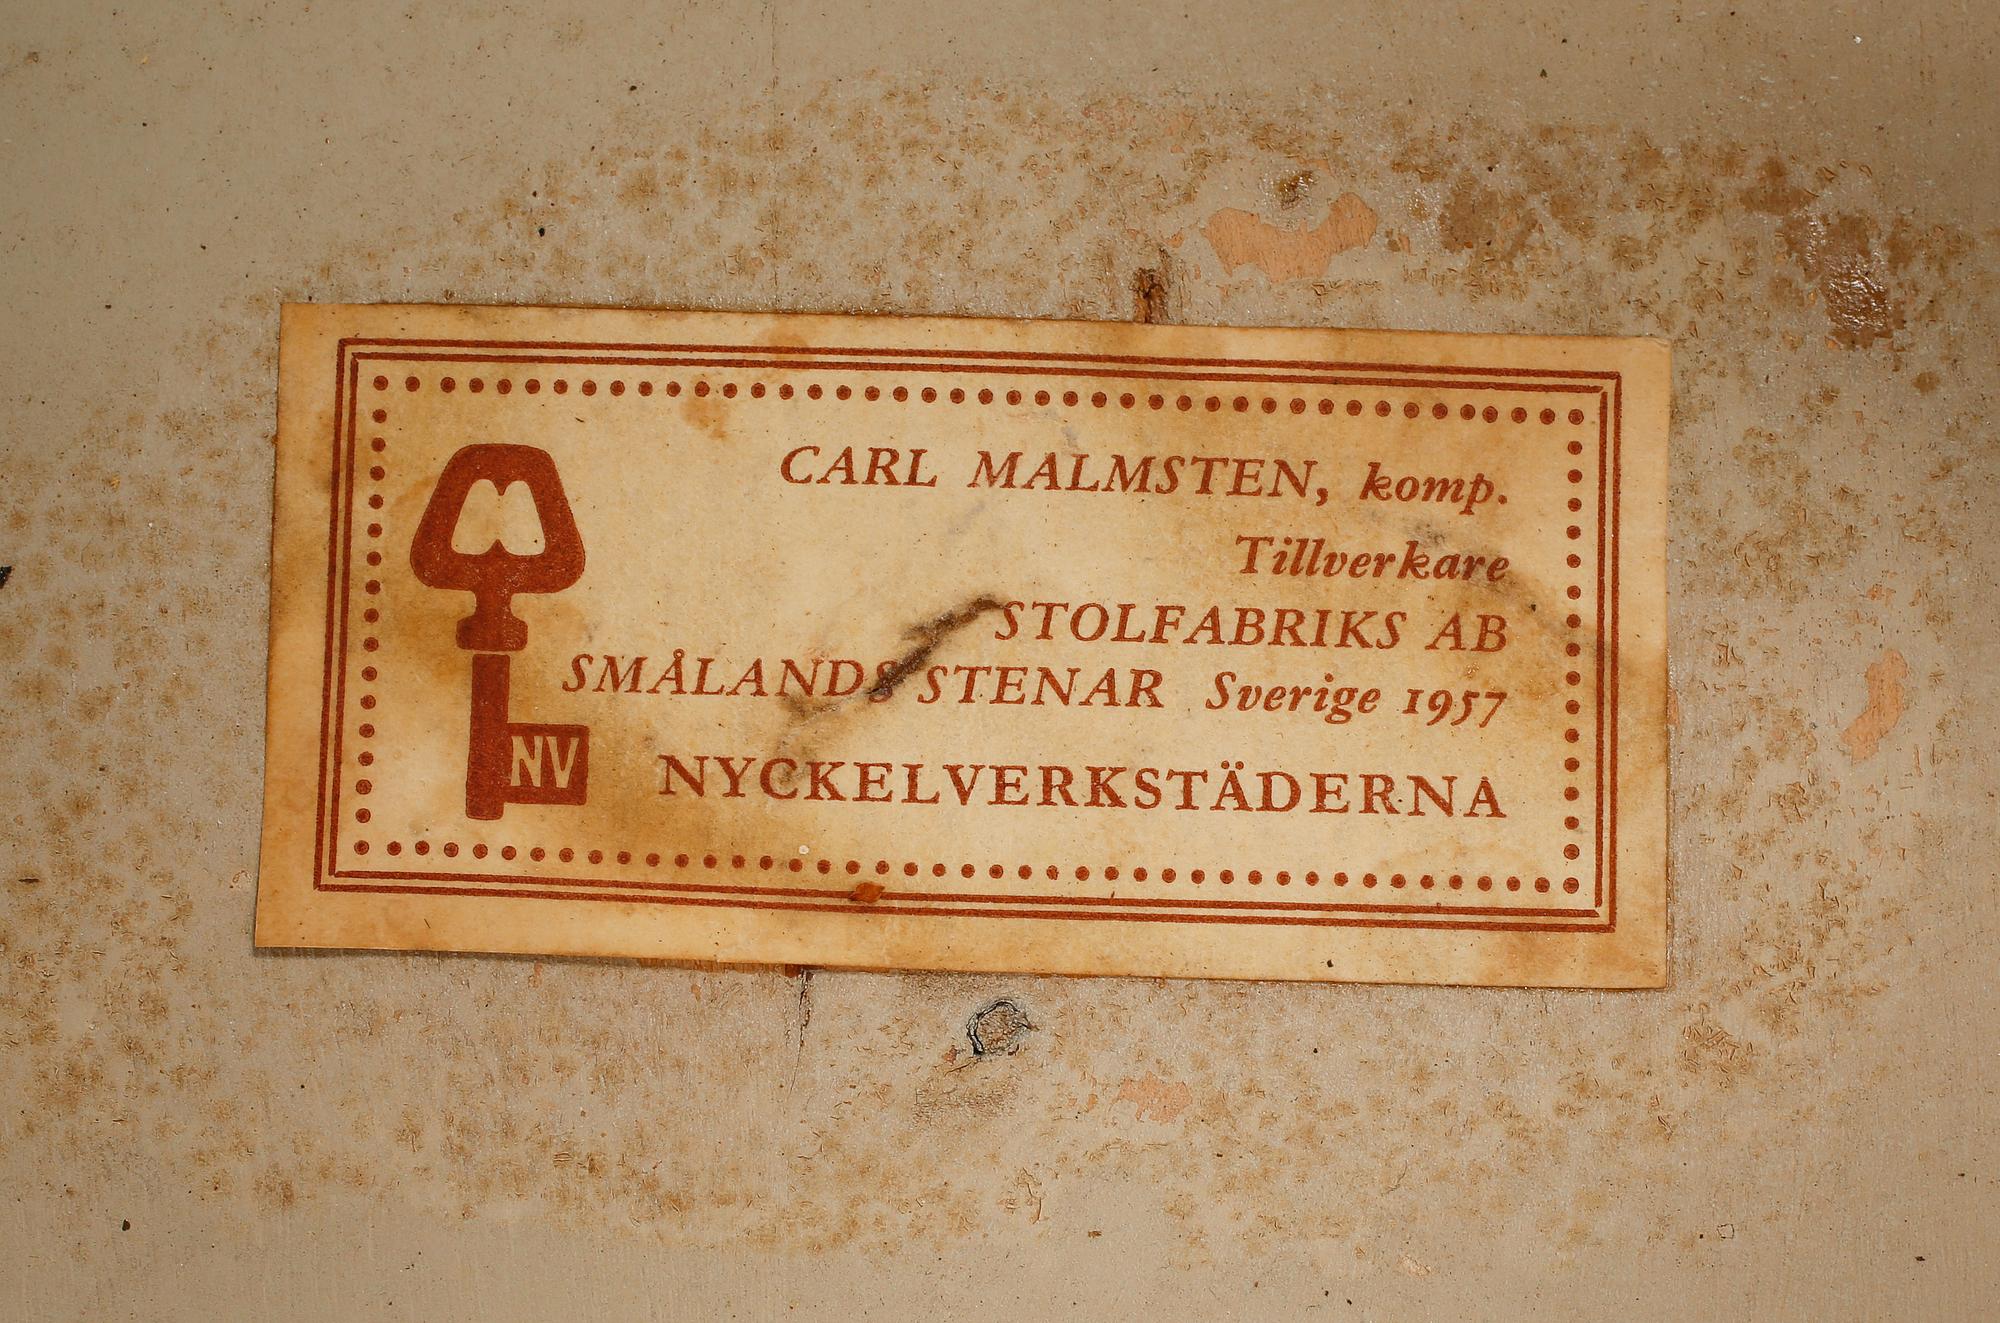 CARL MALMSTEN, komp.
Tillverkare
STOLFABRIKS AB
SMÅLANDS STENAR Sverige 1957
NV
NYCKELVERKSTÄDERNA